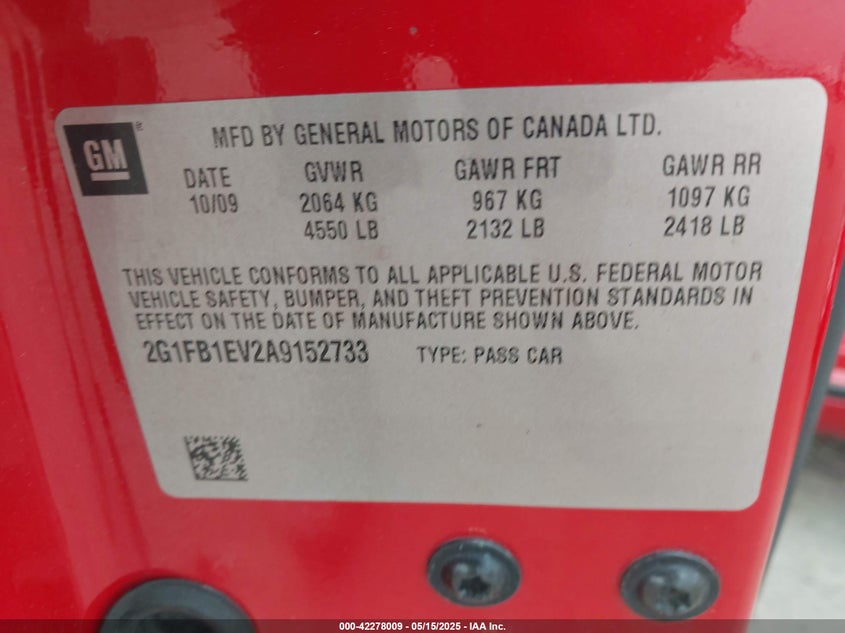 GM
MFD BY GENERAL MOTORS OF CANADA LTD.
DATE GVWR GAWR FRT GAWR RR
10/09 2064 KG 967 KG 1097 KG
4550 LB 2132 LB 2418 LB
THIS VEHICLE CONFORMS TO ALL APPLICABLE U.S. FEDERAL MOTOR
VEHICLE SAFETY, BUMPER, AND THEFT PREVENTION STANDARDS IN
EFFECT ON THE DATE OF MANUFACTURE SHOWN ABOVE.
2G1FB1EV2A9152733 TYPE: PASS CAR
000-42278009 - 05/15/2025 - IAA Inc.